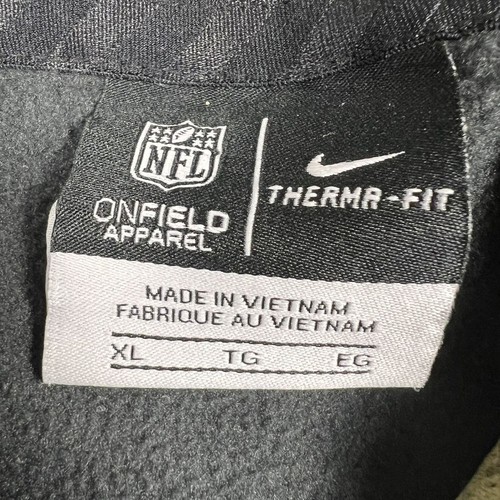 NFL
ONFIELD
APPAREL
THERMA-FIT
MADE IN VIETNAM
FABRIQUE AU VIETNAM
XL TG EG